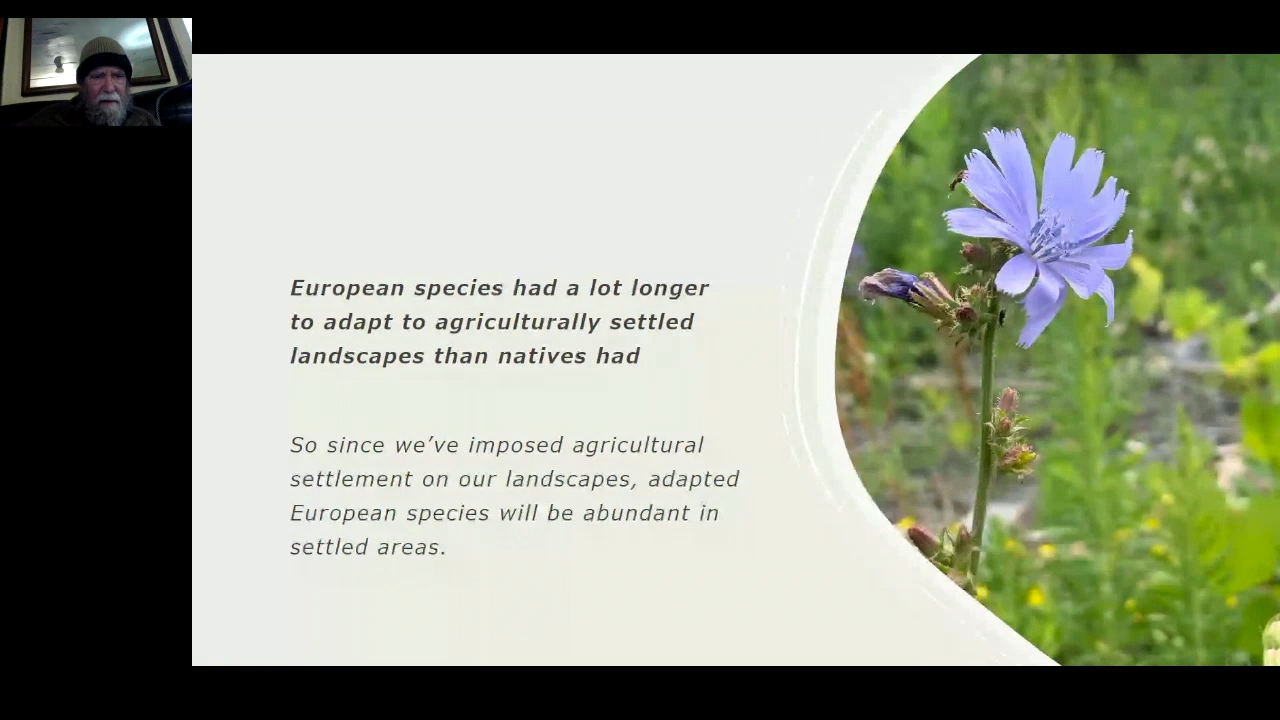 European species had a lot longer
to adapt to agriculturally settled
landscapes than natives had
So since we’ve imposed agricultural
settlement on our landscapes, adapted
European species will be abundant in
settled areas.